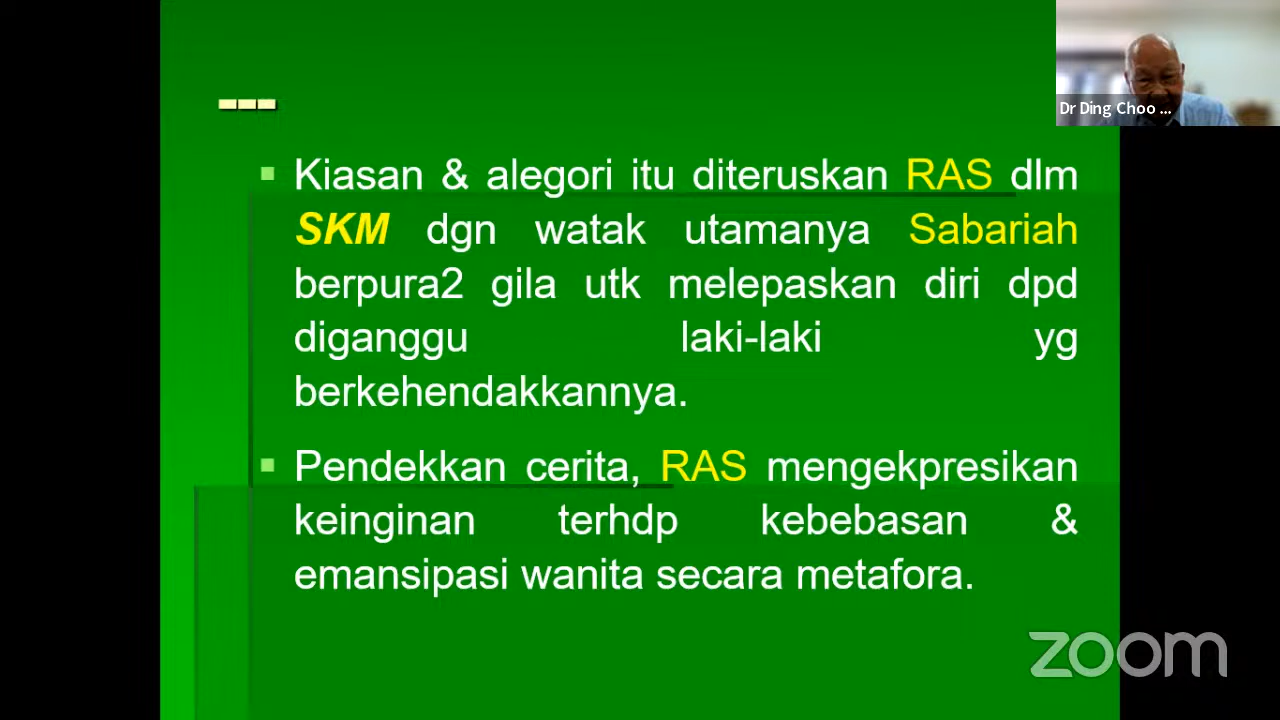 ---
Kiasan & alegori itu diteruskan RAS dlm
SKM dgn watak utamanya Sabariah
berpura2 gila utk melepaskan diri dpd
diganggu laki-laki yg
berkehendakkannya.
Pendekkan cerita, RAS mengekpresikan
keinginan terhdp kebebasan &
emansipasi wanita secara metafora.
Dr Ding Choo ...
zoom